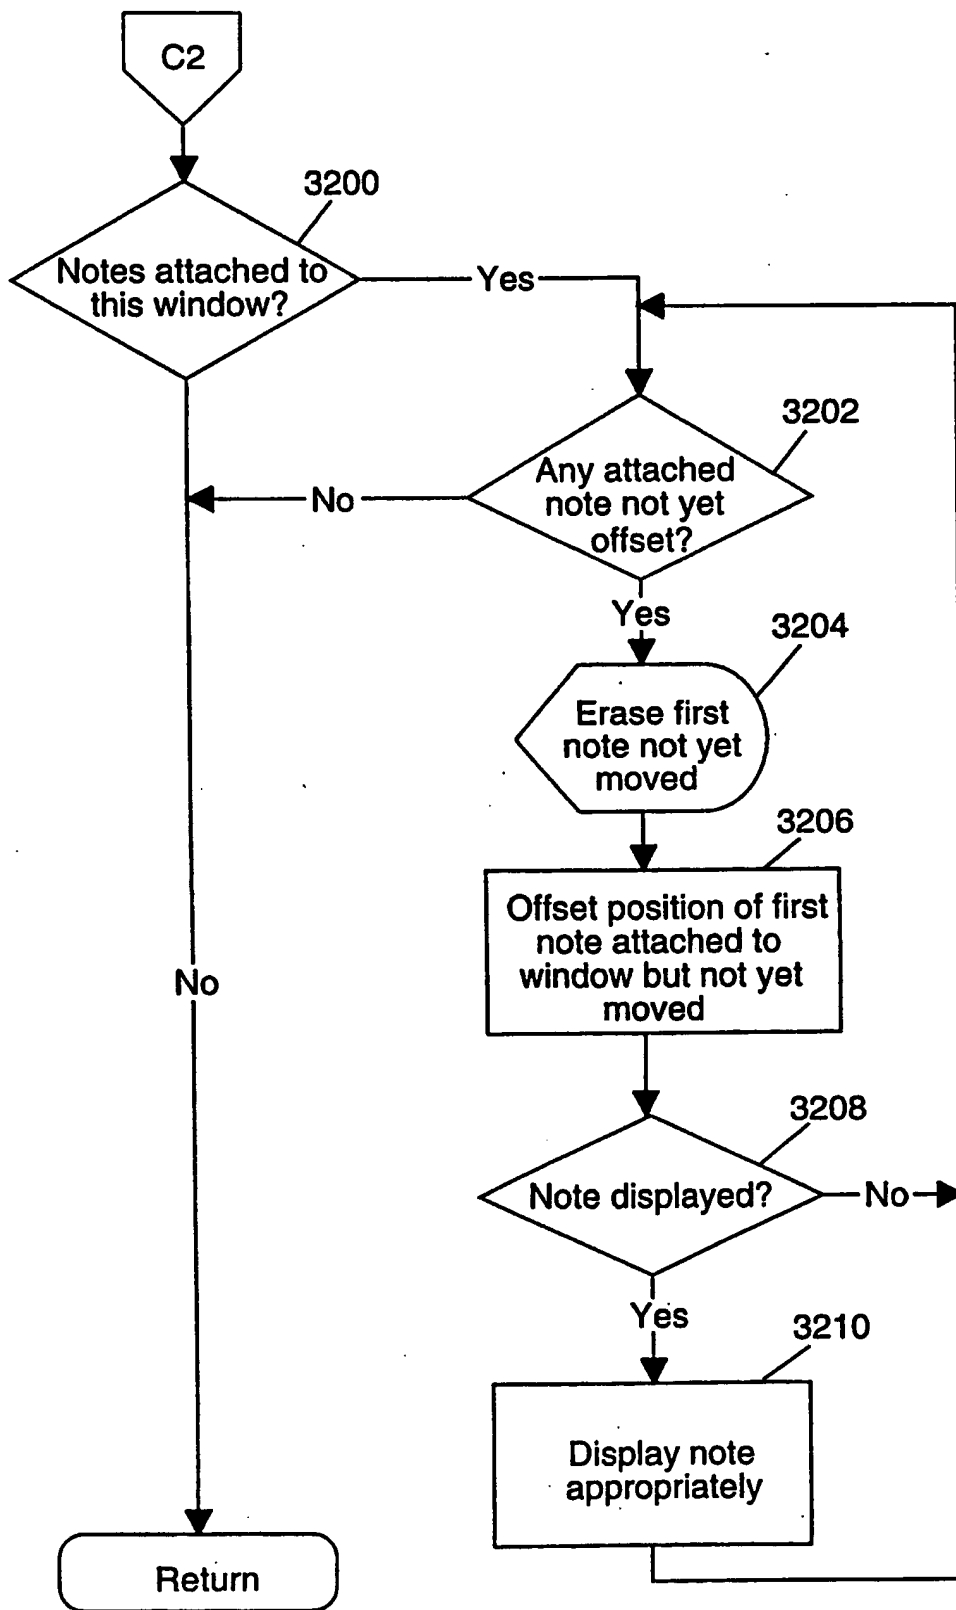 C2
3200
Notes attached to
this window?
Yes
3202
Any attached
note not yet
offset?
No
Yes
3204
Erase first
note not yet
moved
3206
Offset position of first
note attached to
window but not yet
moved
No
3208
Note displayed?
No
Yes
3210
Display note
appropriately
Return